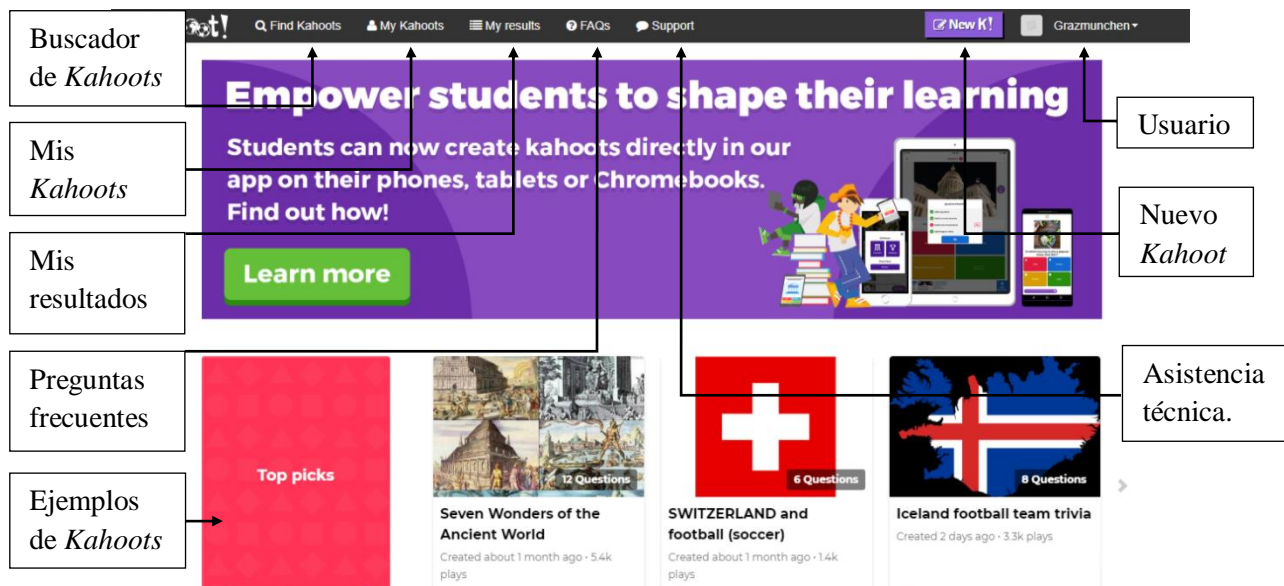 Buscador
de Kahoots
Mis
Kahoots
Mis
resultados
Preguntas
frecuentes
Ejemplos
de Kahoots
Find Kahoots
My Kahoots
My results
FAQs
Support
New K!
Grazmunchen
Empower students to shape their learning
Students can now create kahoots directly in our
app on their phones, tablets or Chromebooks.
Find out how!
Learn more
Top picks
12 Questions
Seven Wonders of the
Ancient World
Created about 1 month ago • 5.4k
plays
6 Questions
SWITZERLAND and
football (soccer)
Created about 1 month ago • 1.4k
plays
8 Questions
Iceland football team trivia
Created 2 days ago • 3.3k plays
Usuario
Nuevo
Kahoot
Asistencia
técnica.